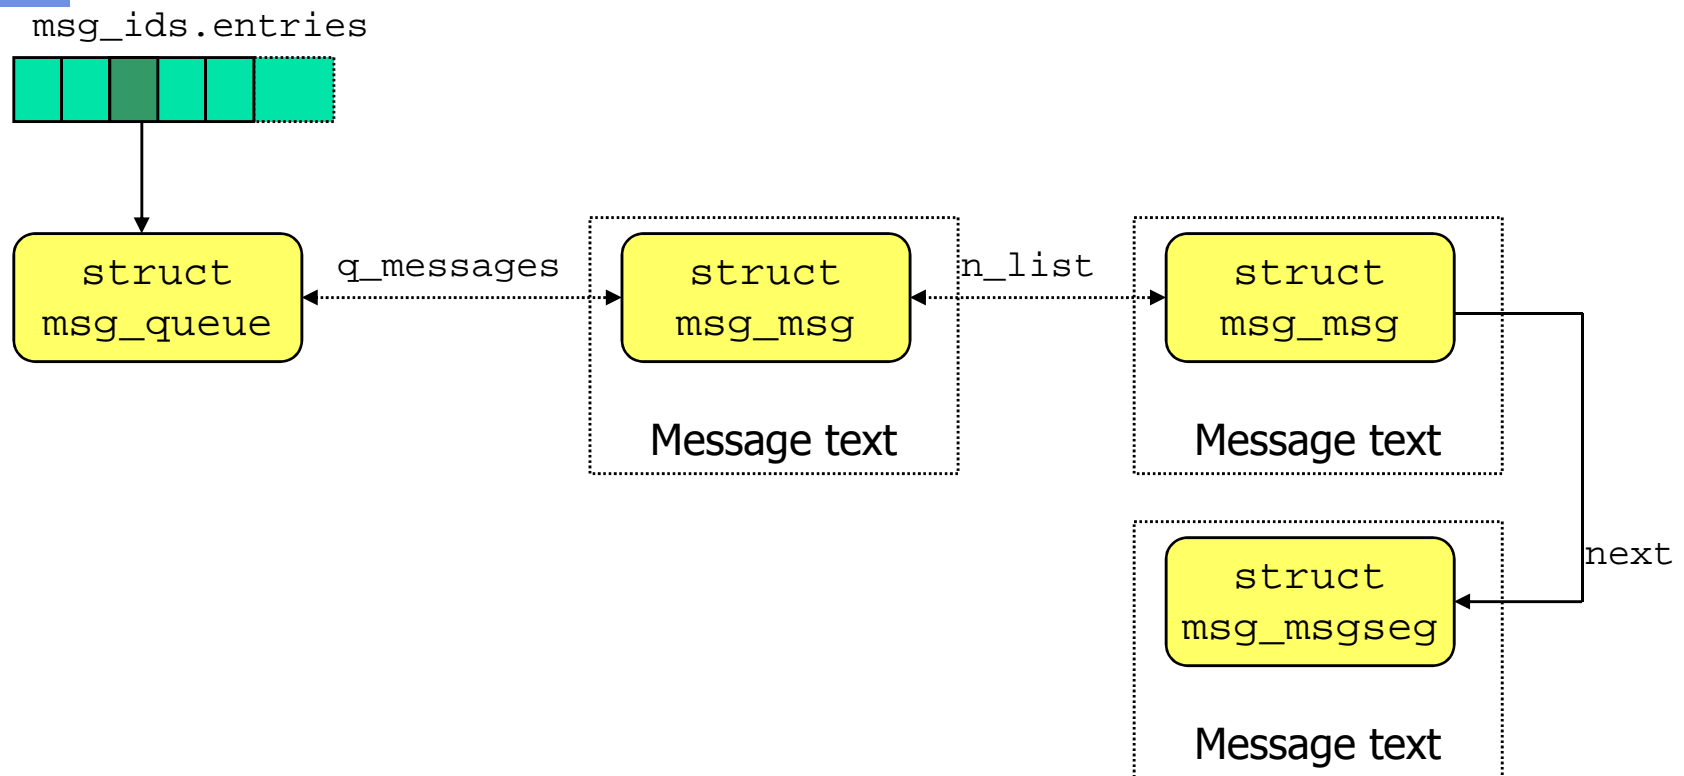 msg_ids.entries
struct
msg_queue
q_messages
struct
msg_msg
Message text
n_list
struct
msg_msg
Message text
next
struct
msg_msgseg
Message text